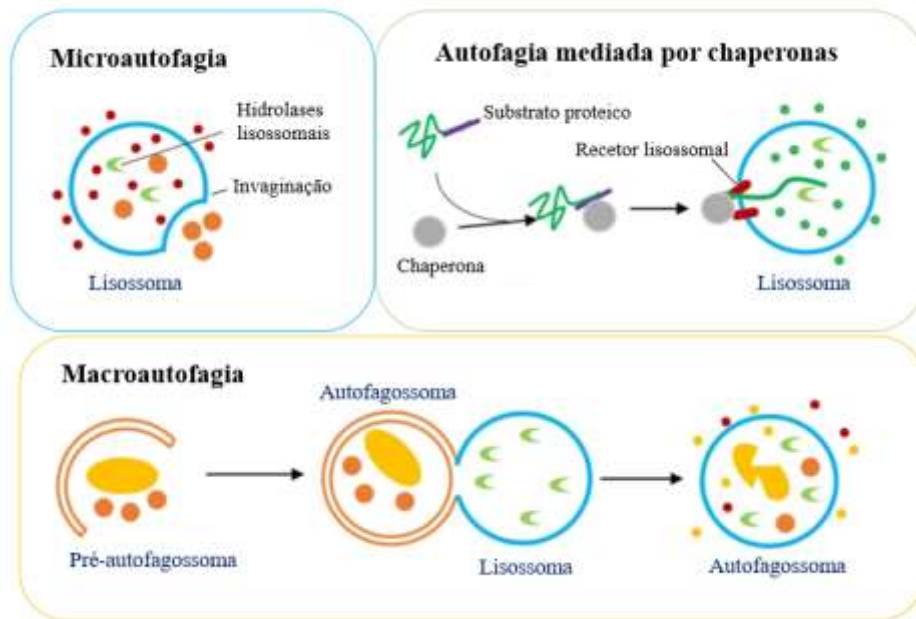 Microautofagia
Hidrolases
lisossomais
Invaginação
Lisossoma
Autofagia mediada por chaperonas
Substrato proteico
Recetor lisossomal
Chaperona
Lisossoma
Macroautofagia
Autofagossoma
Pré-autofagossoma
Lisossoma
Autofagossoma